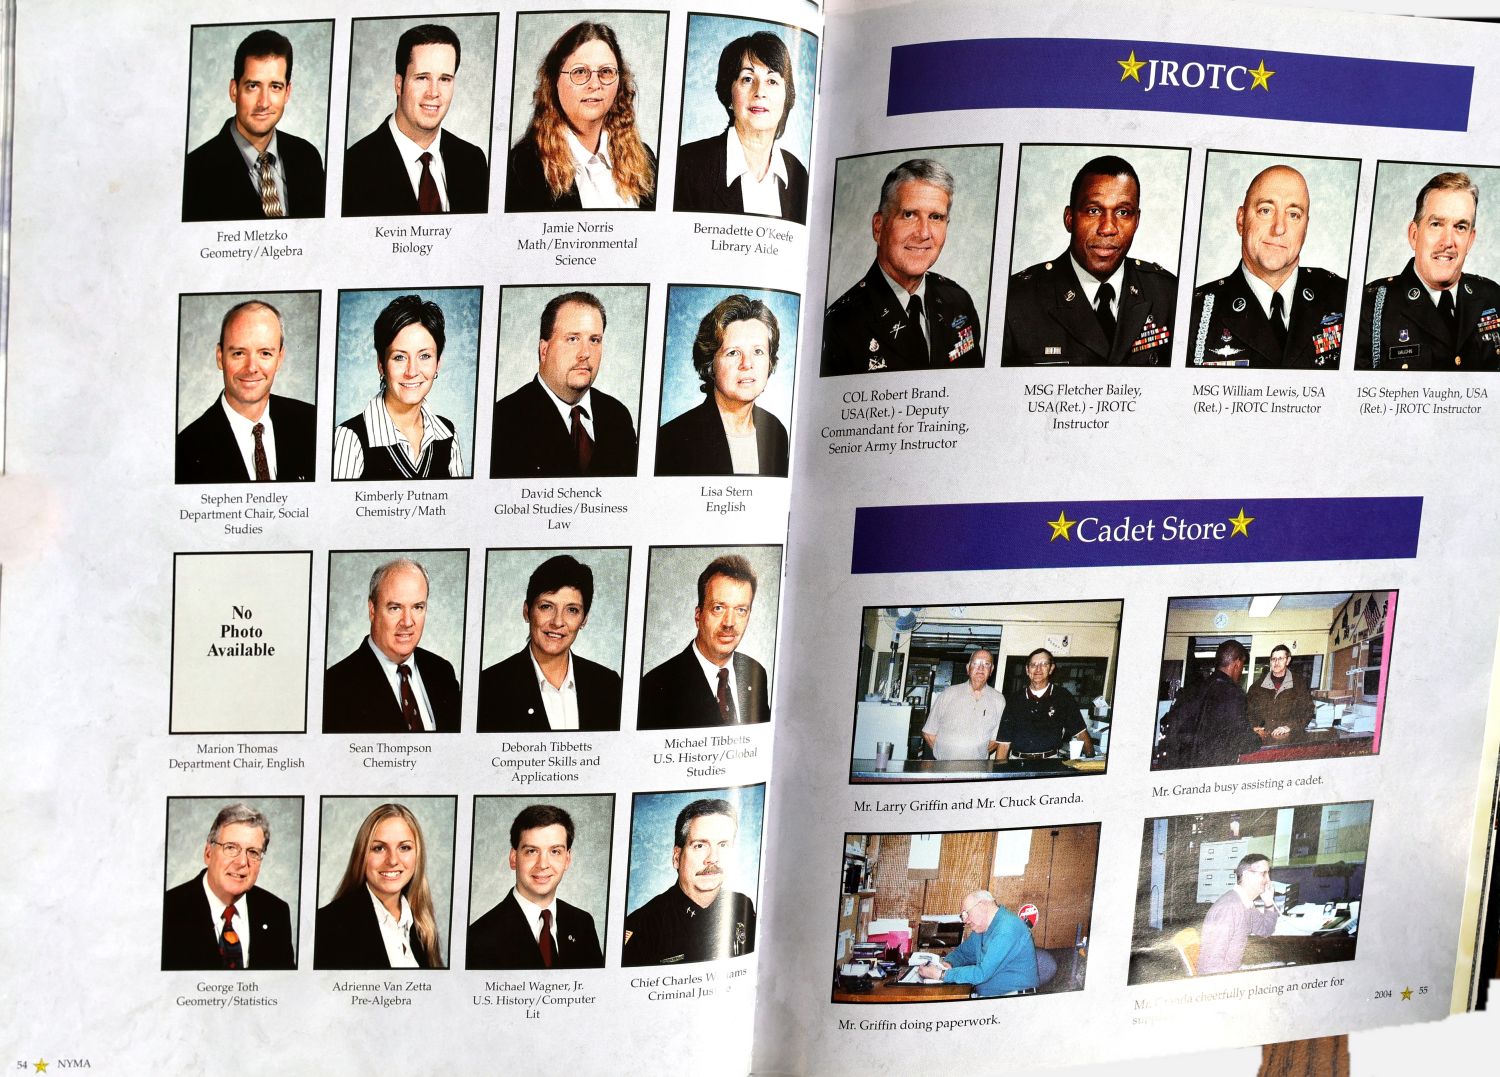 Fred Mletzko
Geometry/Algebra
Kevin Murray
Biology
Jamie Norris
Math/Environmental
Science
Bernadette O'Keefe
Library Aide
Stephen Pendley
Department Chair, Social
Studies
Kimberly Putnam
Chemistry/Math
David Schenck
Global Studies/Business
Law
Lisa Stern
English
No
Photo
Available
Marion Thomas
Department Chair, English
Sean Thompson
Chemistry
Deborah Tibbetts
Computer Skills and
Applications
Michael Tibbetts
U.S. History/Global
Studies
George Toth
Geometry/Statistics
Adrienne Van Zetta
Pre-Algebra
Michael Wagner, Jr.
U.S. History/Computer
Lit
Chief Charles Williams
Criminal Justice
54 NYMA
JROTC
COL Robert Brand.
USA(Ret.) - Deputy
Commandant for Training,
Senior Army Instructor
MSG Fletcher Bailey,
USA(Ret.) - JROTC
Instructor
MSG William Lewis, USA
(Ret.) - JROTC Instructor
1SG Stephen Vaughn, USA
(Ret.) - JROTC Instructor
Cadet Store
Mr. Larry Griffin and Mr. Chuck Granda.
Mr. Granda busy assisting a cadet.
Mr. Griffin doing paperwork.
Mr. Granda cheerfully placing an order for
2004 55